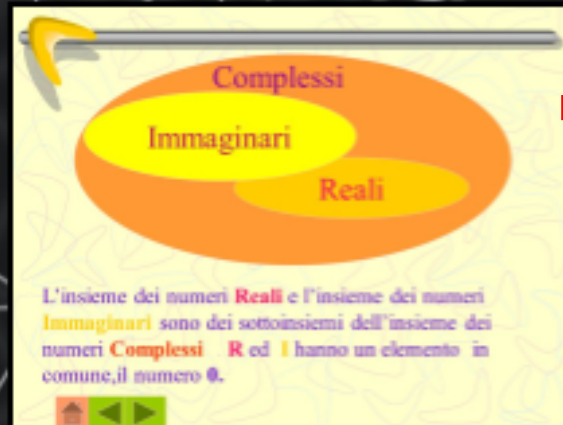 Complessi
Immaginari
Reali
L'insieme dei numeri Reali e l'insieme dei numeri
Immaginari sono dei sottoinsiemi dell'insieme dei
numeri Complessi R ed I hanno un elemento in
comune,il numero 0.